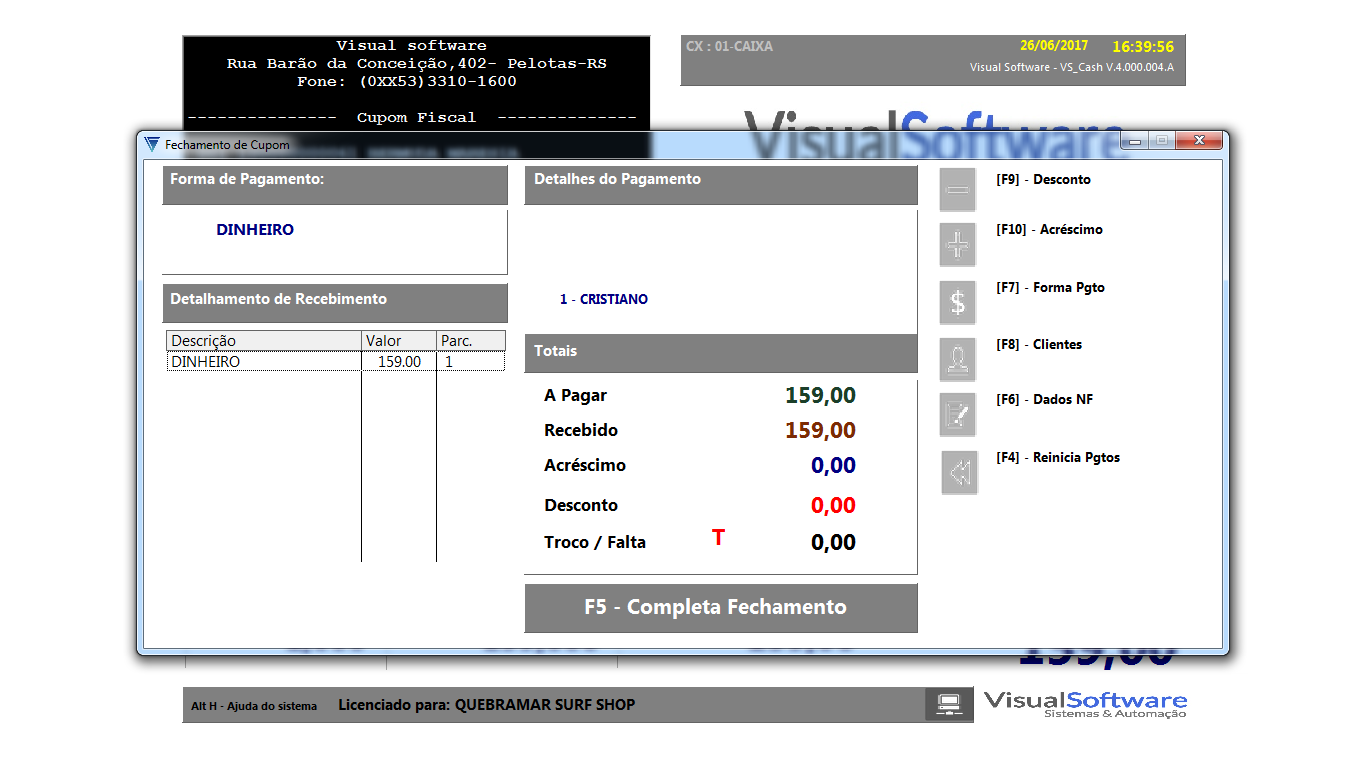 Visual software
Rua Barão da Conceição,402- Pelotas-RS
Fone: (0XX53)3310-1600
--------------- Cupom Fiscal --------------
CX : 01-CAIXA
26/06/2017 16:39:56
Visual Software - VS_Cash V.4.000.004.A
VisualSoftware
Fechamento de Cupom
Forma de Pagamento:
DINHEIRO
Detalhamento de Recebimento
Descrição Valor Parc.
DINHEIRO 159.00 1
Detalhes do Pagamento
1 - CRISTIANO
Totais
A Pagar 159,00
Recebido 159,00
Acréscimo 0,00
Desconto 0,00
Troco / Falta T 0,00
F5 - Completa Fechamento
[F9] - Desconto
[F10] - Acréscimo
[F7] - Forma Pgto
[F8] - Clientes
[F6] - Dados NF
[F4] - Reinicia Pgtos
159,00
Alt H - Ajuda do sistema
Licenciado para: QUEBRAMAR SURF SHOP
VisualSoftware
Sistemas & Automação